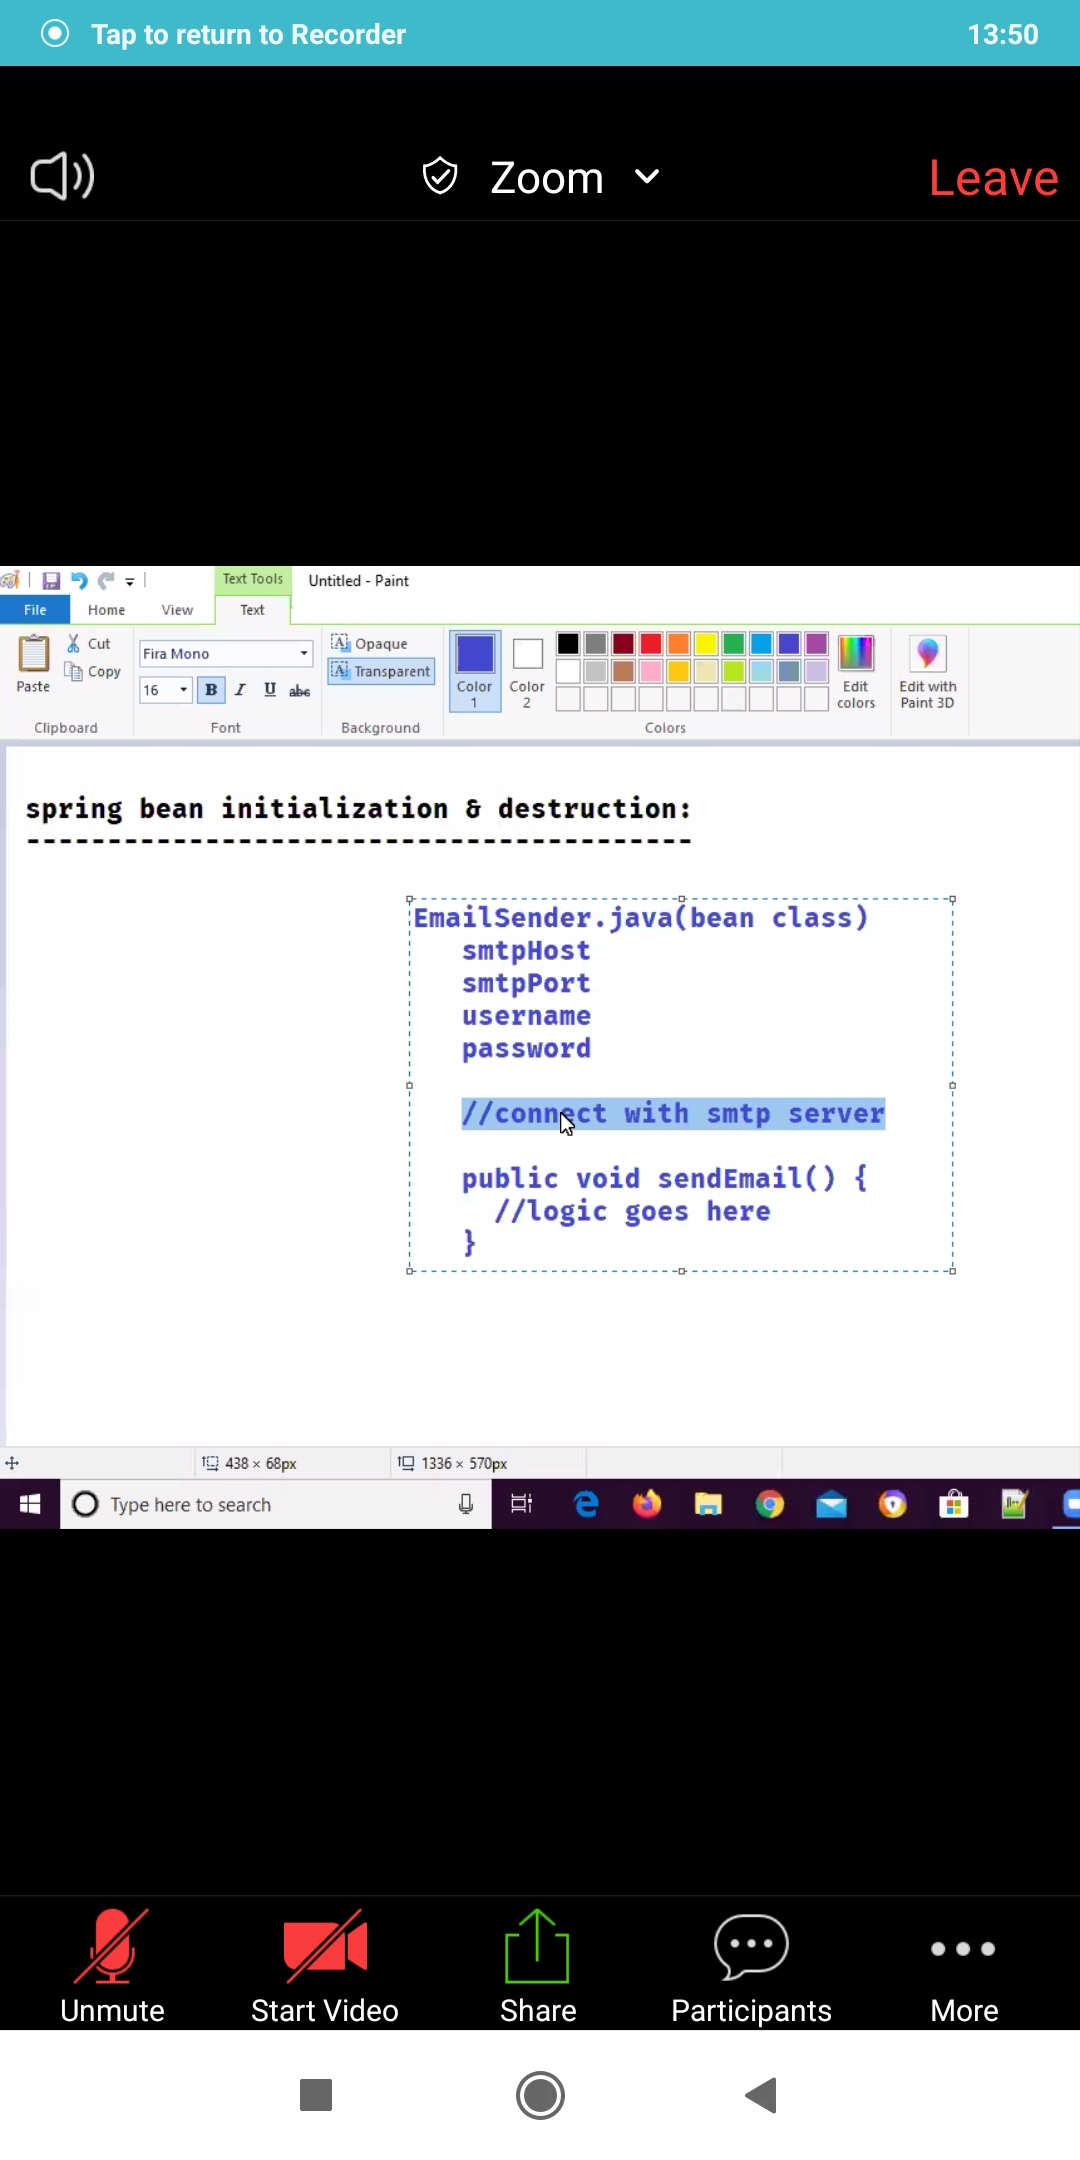 Tap to return to Recorder 13:50
Zoom Leave
Text Tools Untitled - Paint
File Home View Text
Paste Cut Copy
Fira Mono
16 B I U abc
Opaque
Transparent
Color 1
Color 2
Edit colors
Edit with Paint 3D
Clipboard Font Background Colors
spring bean initialization & destruction:
-----------------------------------------
EmailSender.java(bean class)
smtpHost
smtpPort
username
password
//connect with smtp server
public void sendEmail() {
//logic goes here
}
438 × 68px 1336 × 570px
Type here to search
Unmute Start Video Share Participants More